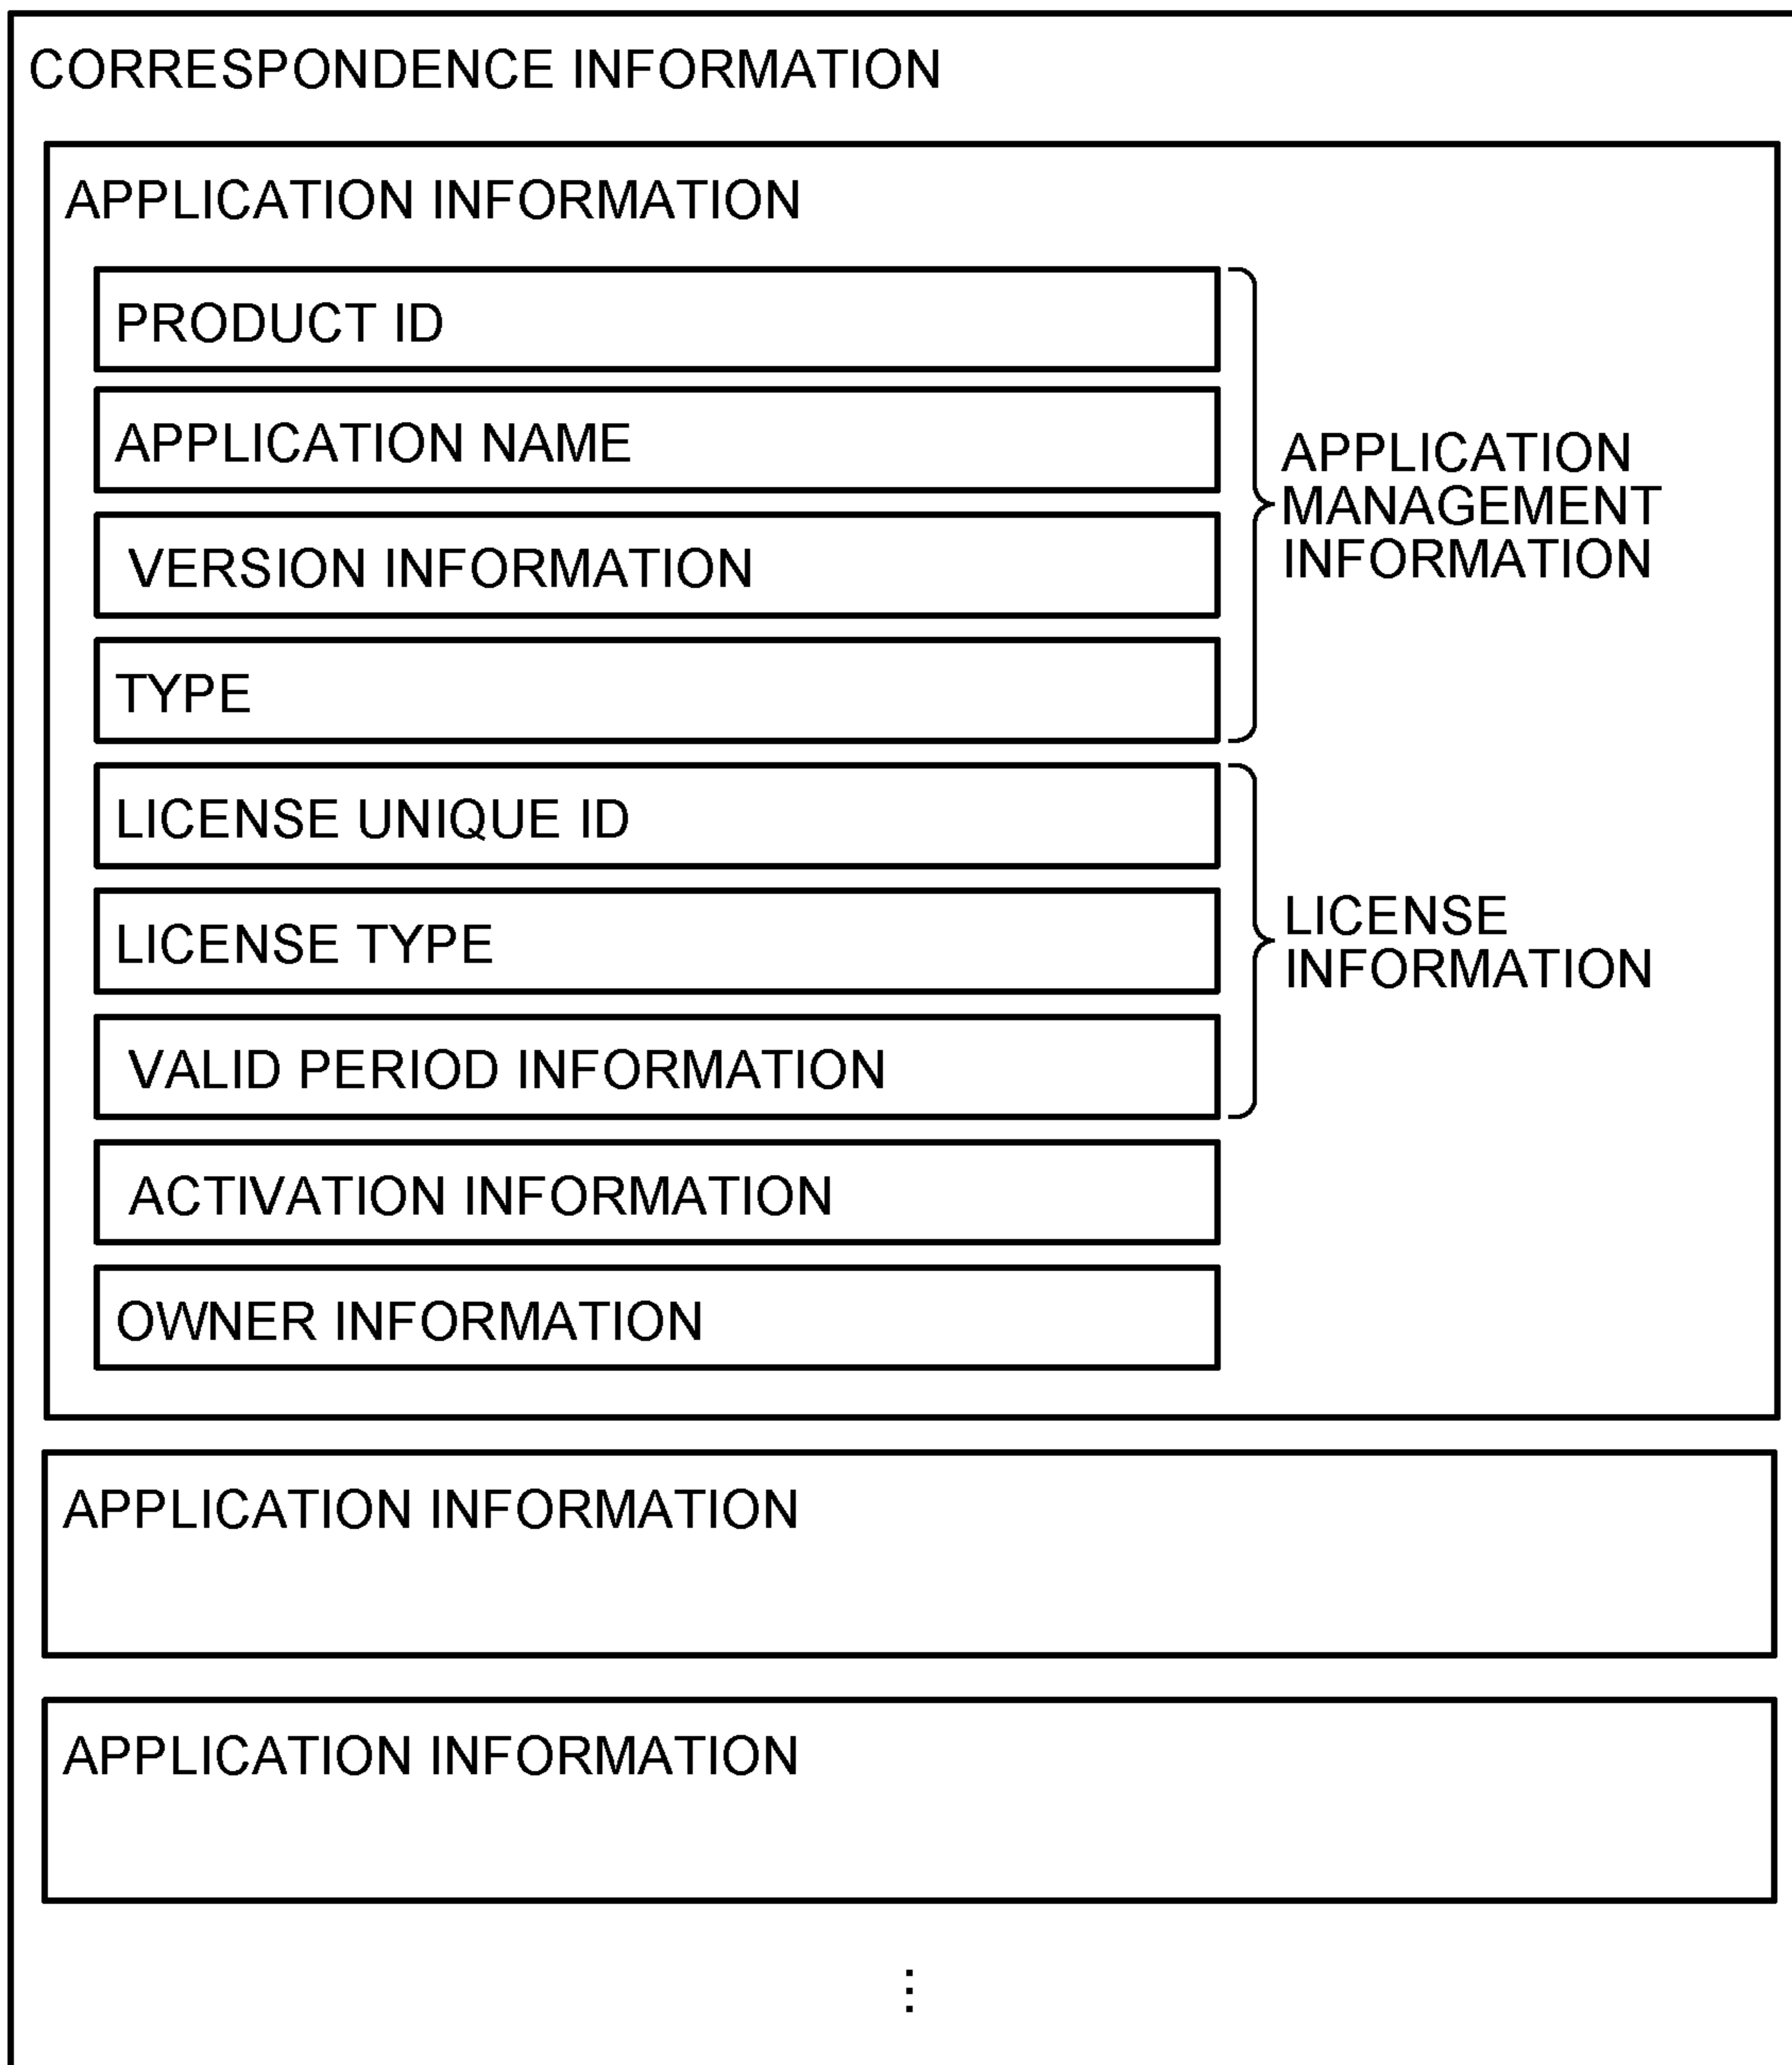 CORRESPONDENCE INFORMATION
APPLICATION INFORMATION
PRODUCT ID
APPLICATION NAME
VERSION INFORMATION
TYPE
APPLICATION
MANAGEMENT
INFORMATION
LICENSE UNIQUE ID
LICENSE TYPE
VALID PERIOD INFORMATION
LICENSE
INFORMATION
ACTIVATION INFORMATION
OWNER INFORMATION
APPLICATION INFORMATION
APPLICATION INFORMATION
⋮